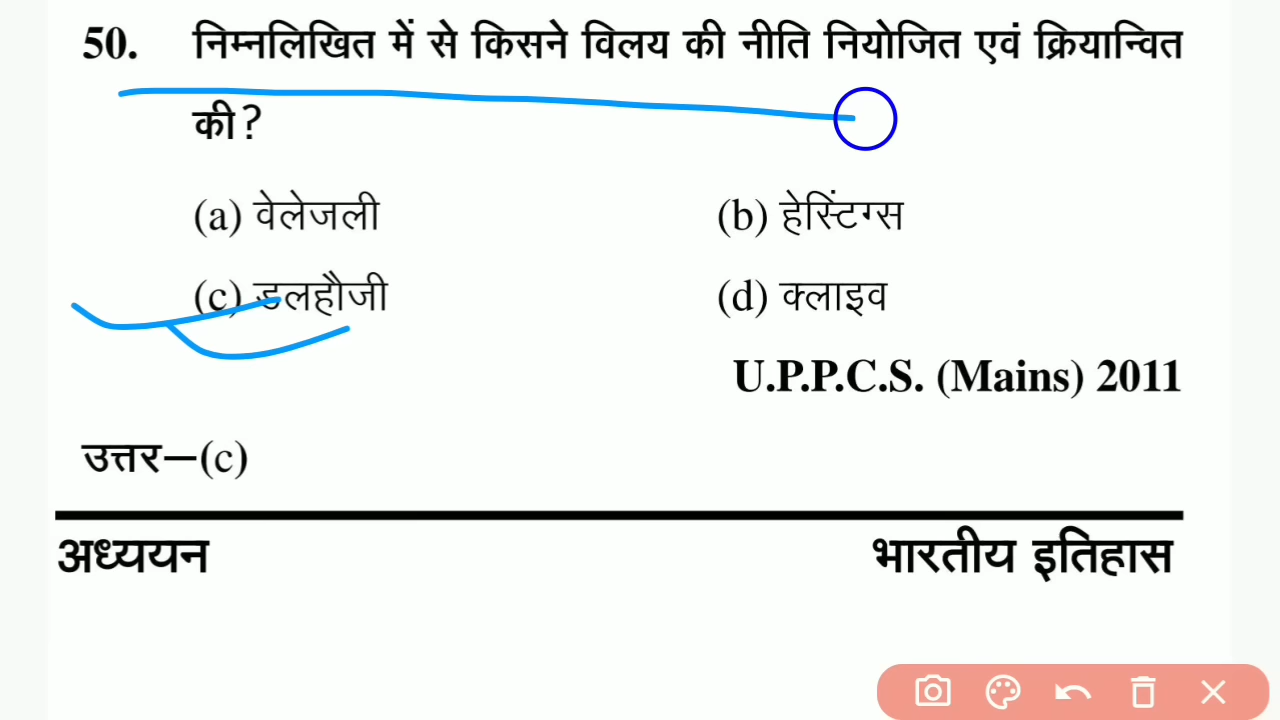 50. निम्नलिखित में से किसने विलय की नीति नियोजित एवं क्रियान्वित
की?
(a) वेलेजली (b) हेस्टिंग्स
(c) डलहौजी (d) क्लाइव
U.P.P.C.S. (Mains) 2011
उत्तर—(c)
अध्ययन भारतीय इतिहास